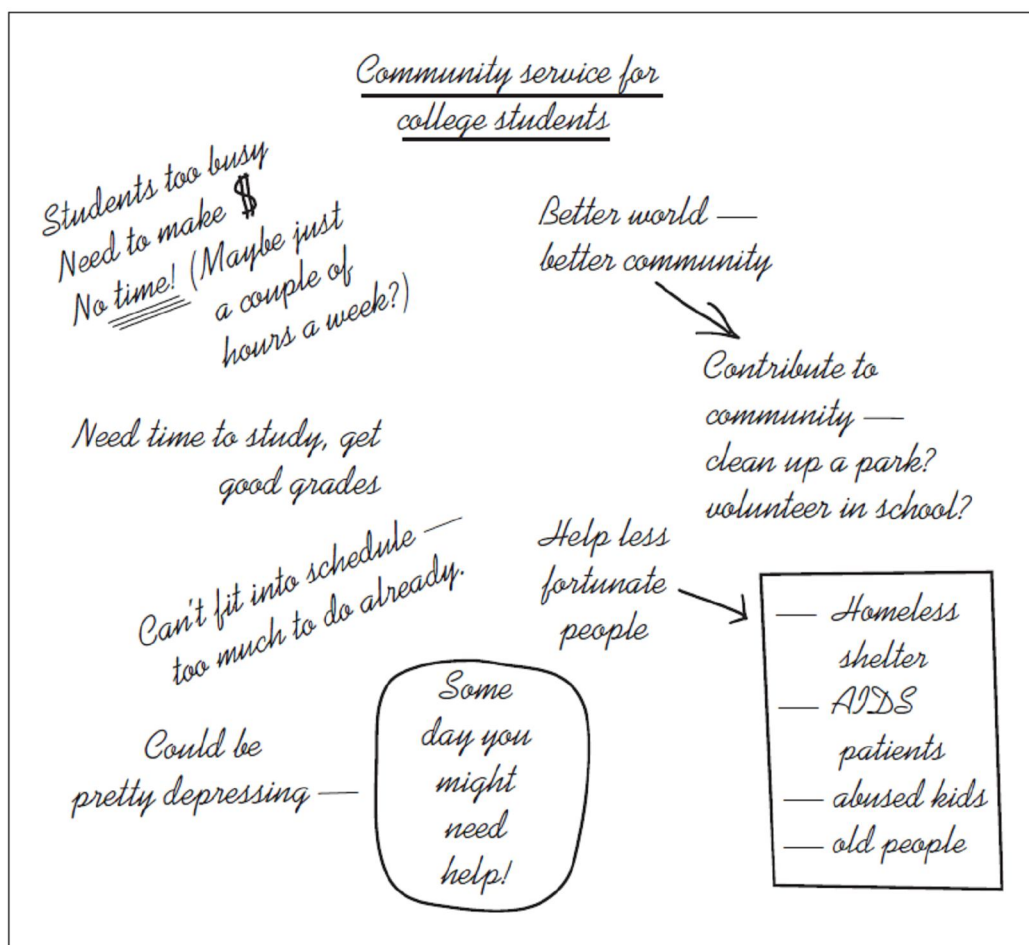 Community service for
college students
Students too busy
Need to make $
No time! (Maybe just
a couple of
hours a week?)
Need time to study, get
good grades
Can't fit into schedule —
too much to do already.
Could be
pretty depressing —
Some
day you
might
need
help!
Better world —
better community
Contribute to
community —
clean up a park?
volunteer in school?
Help less
fortunate
people
— Homeless
shelter
— AIDS
patients
— abused kids
— old people